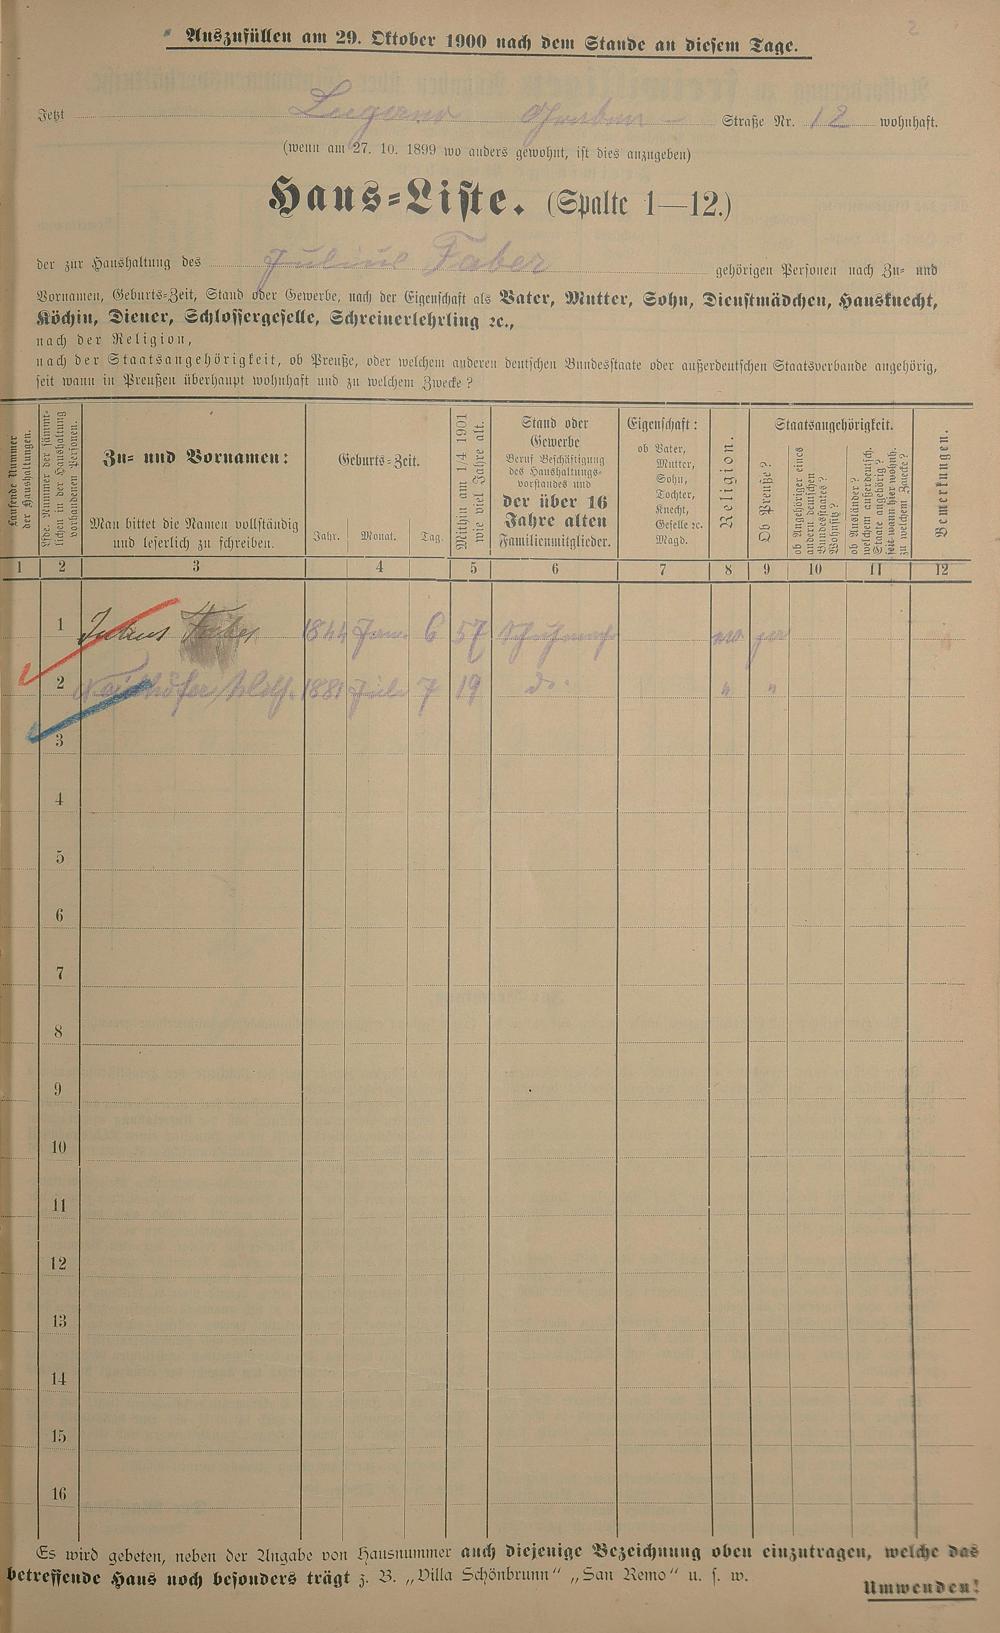 Auszufüllen am 29. Oktober 1900 nach dem Stande an diesem Tage.
Jetzt Straße Nr. 12 wohnhaft.
(wenn am 27. 10. 1899 wo anders gewohnt, ist dies anzugeben)
Haus-Liste. (Spalte 1—12.)
der zur Haushaltung des Julius Faber gehörigen Personen nach Zu- und
Vornamen, Geburts-Zeit, Stand oder Gewerbe, nach der Eigenschaft als Vater, Mutter, Sohn, Dienstmädchen, Hausknecht,
Köchin, Diener, Schlossergeselle, Schreinerlehrling ꝛc.,
nach der Religion,
nach der Staatsangehörigkeit, ob Preuße, oder welchem anderen deutschen Bundesstaate oder außerdeutschen Staatsverbande angehörig,
seit wann in Preußen überhaupt wohnhaft und zu welchem Zwecke?
Laufende Nummer
der Haushaltungen.
Lfde. Nummer der sämmt-
lichen in der Haushaltung
vorhandenen Personen.
Zu- und Vornamen:
Man bittet die Namen vollständig
und leserlich zu schreiben.
Geburts-Zeit.
Jahr. Monat. Tag.
Mithin am 1/4 1901
wie viel Jahre alt.
Stand oder
Gewerbe
Beruf Beschäftigung
des Haushaltungs-
vorstandes und
der über 16
Jahre alten
Familienmitglieder.
Eigenschaft:
ob Vater,
Mutter,
Sohn,
Tochter,
Knecht,
Geselle ꝛc.
Magd.
Religion.
Staatsangehörigkeit.
Ob Preuße?
ob Angehöriger eines
andern deutschen
Bundesstaates?
Wohnsitz?
ob Ausländer?
welchem außerdeutsch.
Staate angehörig?
seit wann hier wohnh.
zu welchem Zwecke?
Bemerkungen.
1 2 3 4 5 6 7 8 9 10 11 12
1 Julius Faber 1844 Jan. 6 57 ev ja
2 1881 Juli 7 19 do. " "
3
4
5
6
7
8
9
10
11
12
13
14
15
16
Es wird gebeten, neben der Angabe von Hausnummer auch diejenige Bezeichnung oben einzutragen, welche das
betreffende Haus noch besonders trägt z. B. „Villa Schönbrunn" „San Remo" u. s. w.
Umwenden!